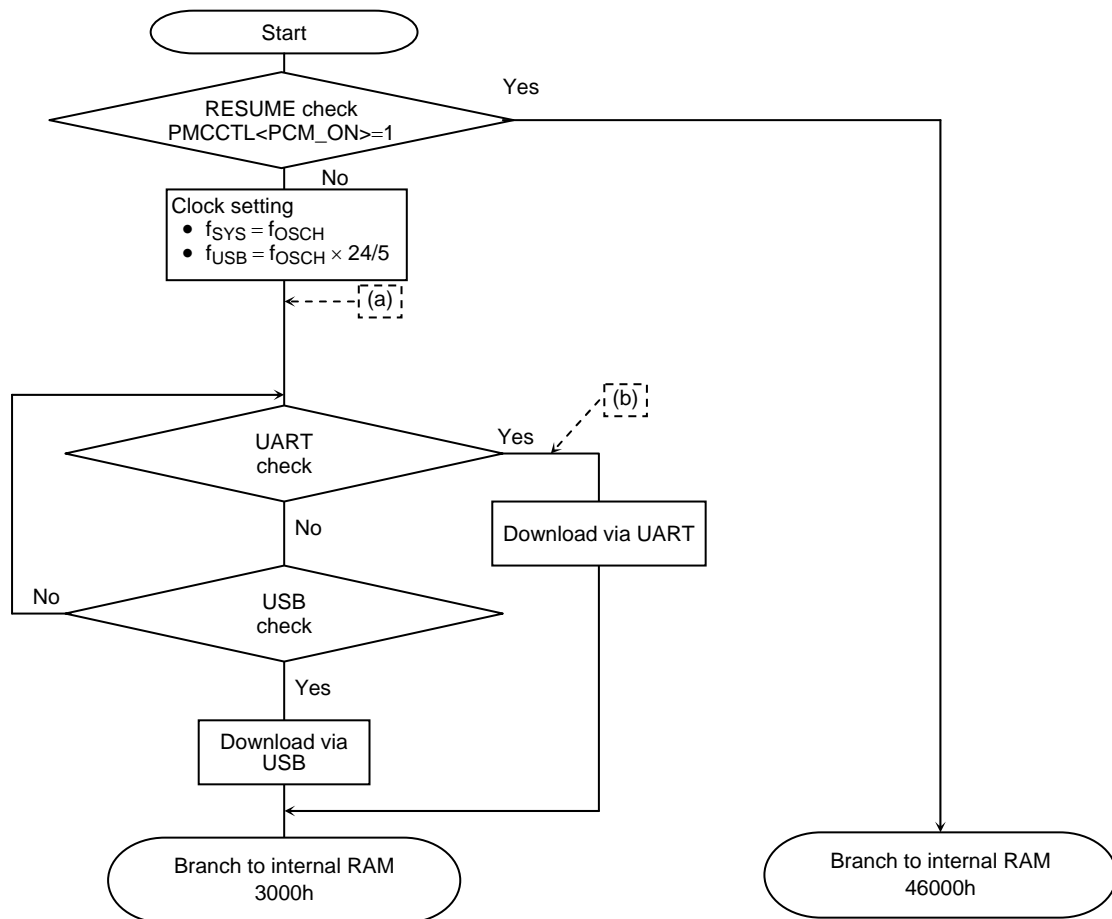 Start
Yes
RESUME check
PMCCTL<PCM_ON>=1
No
Clock setting
• fSYS = fOSCH
• fUSB = fOSCH × 24/5
(a)
(b)
Yes
UART
check
No
Download via UART
No
USB
check
Yes
Download via
USB
Branch to internal RAM
3000h
Branch to internal RAM
46000h